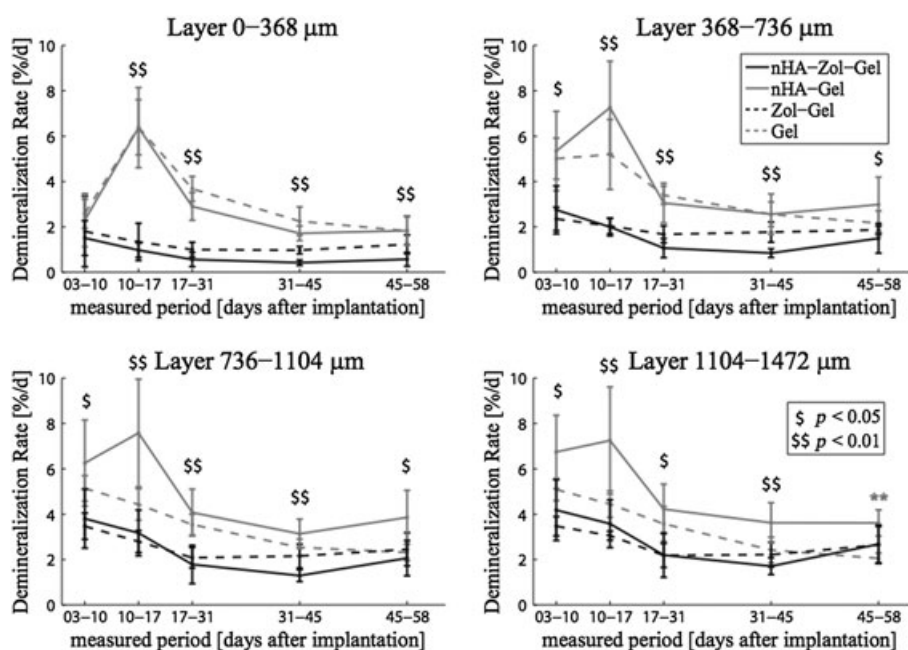 Layer 0–368 μm
Demineralization Rate [%/d]
10
8
6
4
2
0
$$
$$
$$
$$
03–10 10–17 17–31 31–45 45–58
measured period [days after implantation]
Layer 368–736 μm
Demineralization Rate [%/d]
10
8
6
4
2
0
$
$$
$$
$$
$
nHA–Zol–Gel
nHA–Gel
Zol–Gel
Gel
03–10 10–17 17–31 31–45 45–58
measured period [days after implantation]
Layer 736–1104 μm
Demineralization Rate [%/d]
10
8
6
4
2
0
$
$$
$$
$$
$
03–10 10–17 17–31 31–45 45–58
measured period [days after implantation]
Layer 1104–1472 μm
Demineralization Rate [%/d]
10
8
6
4
2
0
$
$$
$
$$
**
$ p < 0.05
$$ p < 0.01
03–10 10–17 17–31 31–45 45–58
measured period [days after implantation]